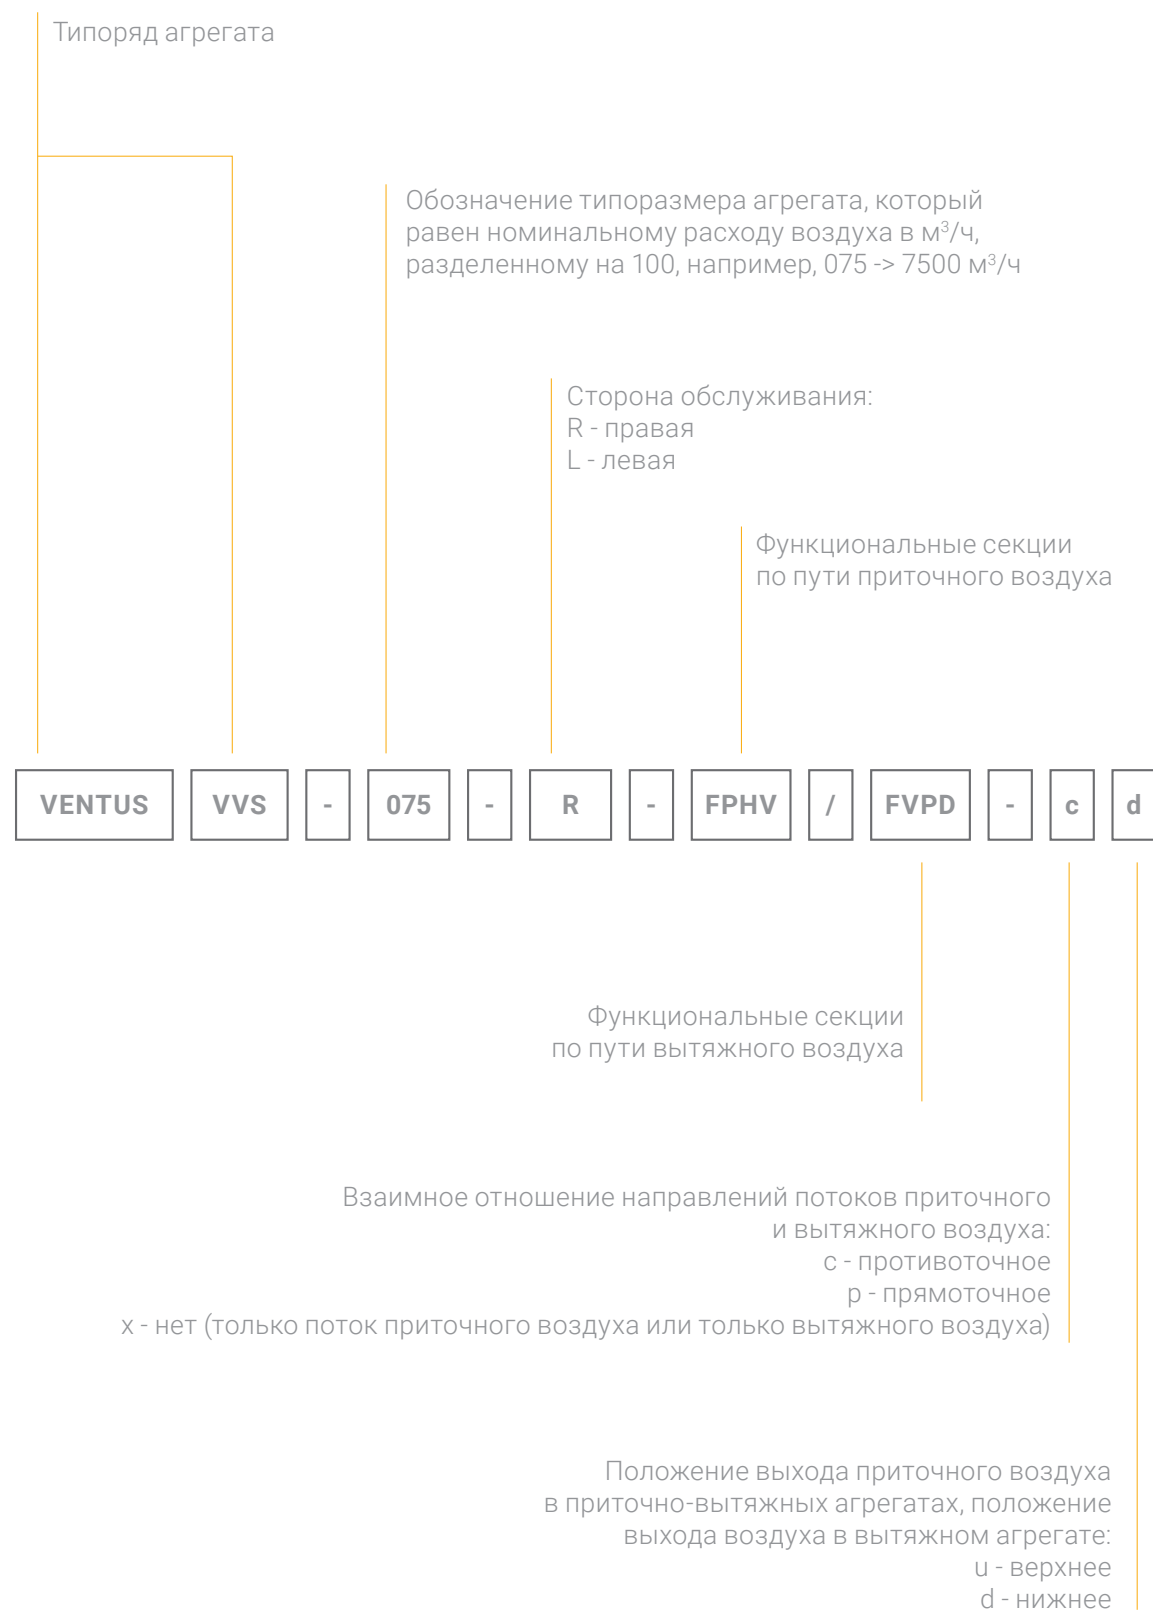 Типоряд агрегата
Обозначение типоразмера агрегата, который
равен номинальному расходу воздуха в м³/ч,
разделенному на 100, например, 075 -> 7500 м³/ч
Сторона обслуживания:
R - правая
L - левая
Функциональные секции
по пути приточного воздуха
VENTUS VVS - 075 - R - FPHV / FVPD - c d
Функциональные секции
по пути вытяжного воздуха
Взаимное отношение направлений потоков приточного
и вытяжного воздуха:
c - противоточное
p - прямоточное
x - нет (только поток приточного воздуха или только вытяжного воздуха)
Положение выхода приточного воздуха
в приточно-вытяжных агрегатах, положение
выхода воздуха в вытяжном агрегате:
u - верхнее
d - нижнее